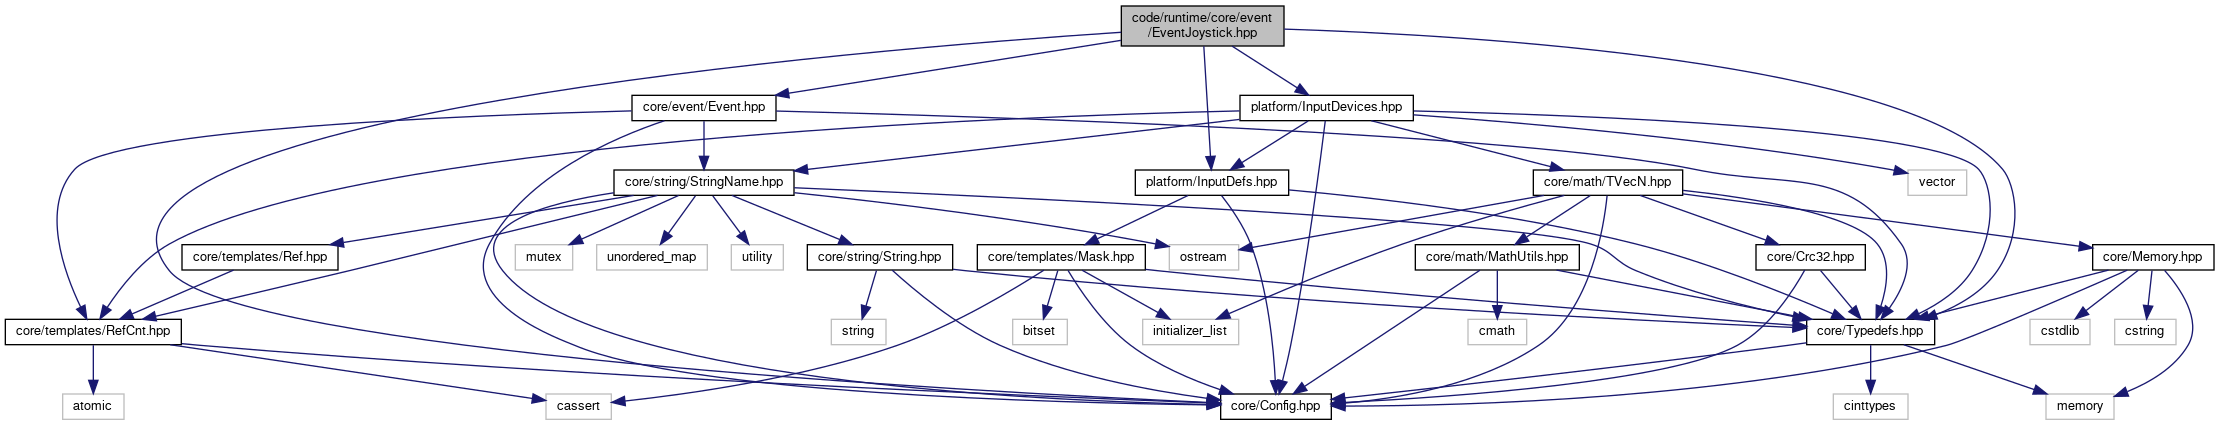 code/runtime/core/event
/EventJoystick.hpp
core/event/Event.hpp
platform/InputDevices.hpp
core/string/StringName.hpp
platform/InputDefs.hpp
core/math/TVecN.hpp
vector
core/templates/Ref.hpp
mutex
unordered_map
utility
core/string/String.hpp
core/templates/Mask.hpp
ostream
core/math/MathUtils.hpp
core/Crc32.hpp
core/Memory.hpp
core/templates/RefCnt.hpp
string
bitset
initializer_list
cmath
core/Typedefs.hpp
cstdlib
cstring
atomic
cassert
core/Config.hpp
cinttypes
memory